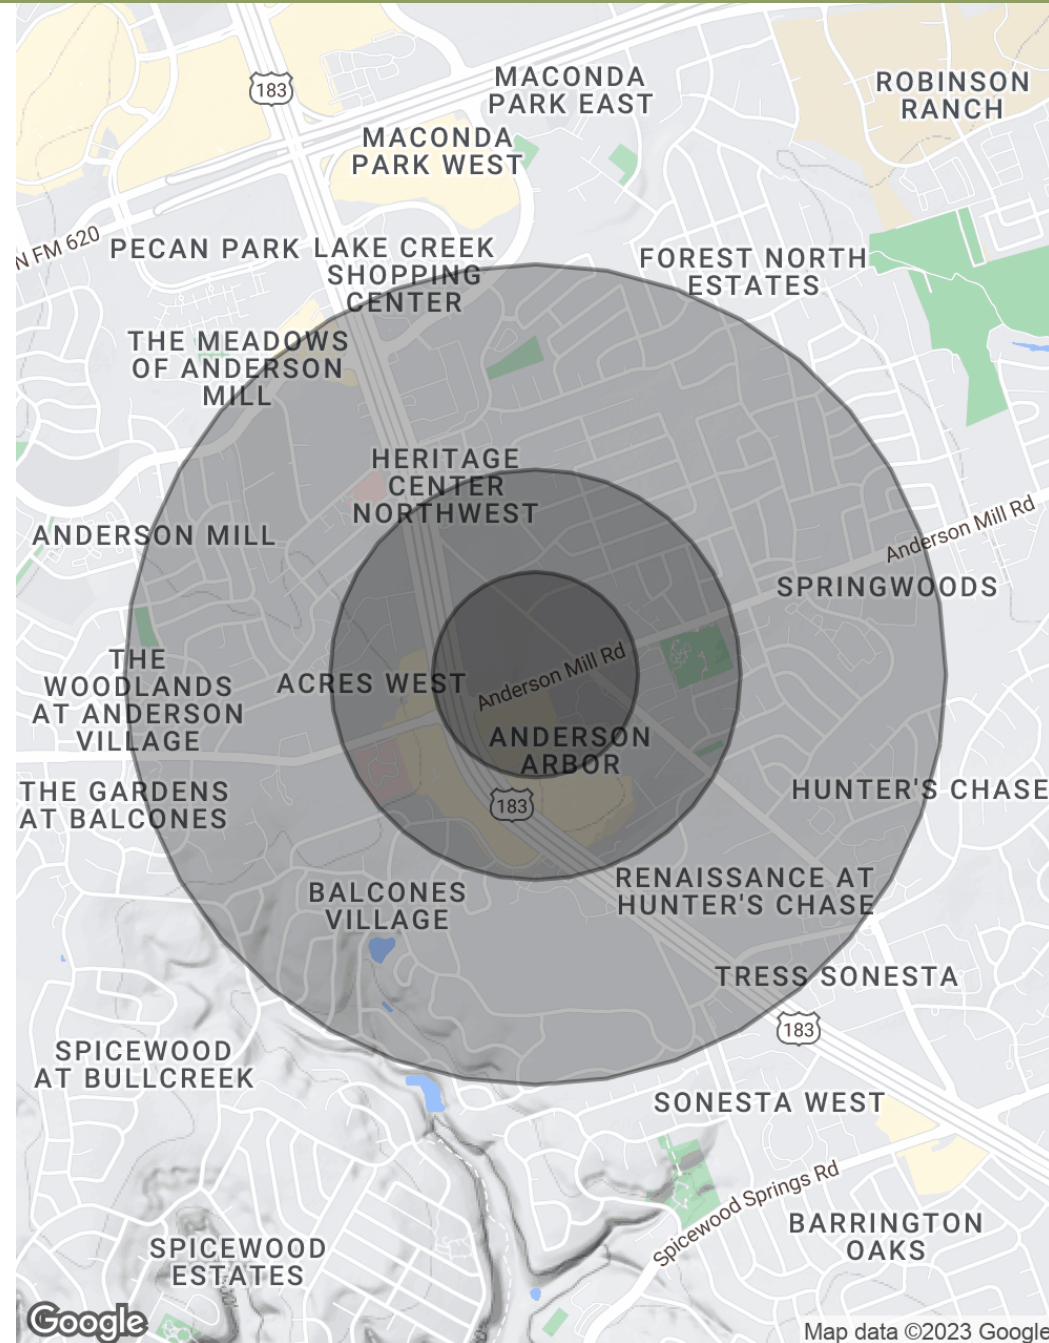 183
MACONDA
PARK EAST
ROBINSON
RANCH
MACONDA
PARK WEST
N FM 620
PECAN PARK
LAKE CREEK
SHOPPING
CENTER
FOREST NORTH
ESTATES
THE MEADOWS
OF ANDERSON
MILL
HERITAGE
CENTER
NORTHWEST
ANDERSON MILL
Anderson Mill Rd
SPRINGWOODS
THE
WOODLANDS
AT ANDERSON
VILLAGE
ACRES WEST
Anderson Mill Rd
ANDERSON
ARBOR
THE GARDENS
AT BALCONES
183
HUNTER'S CHASE
BALCONES
VILLAGE
RENAISSANCE AT
HUNTER'S CHASE
TRESS SONESTA
183
SPICEWOOD
AT BULLCREEK
SONESTA WEST
Spicewood Springs Rd
BARRINGTON
OAKS
SPICEWOOD
ESTATES
Google
Map data ©2023 Google